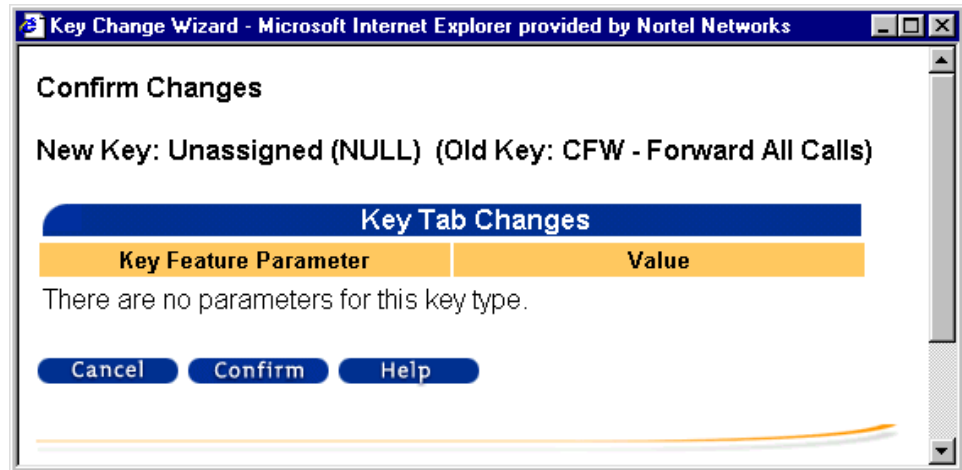 Key Change Wizard - Microsoft Internet Explorer provided by Nortel Networks
Confirm Changes
New Key: Unassigned (NULL) (Old Key: CFW - Forward All Calls)
Key Tab Changes
Key Feature Parameter Value
There are no parameters for this key type.
Cancel Confirm Help